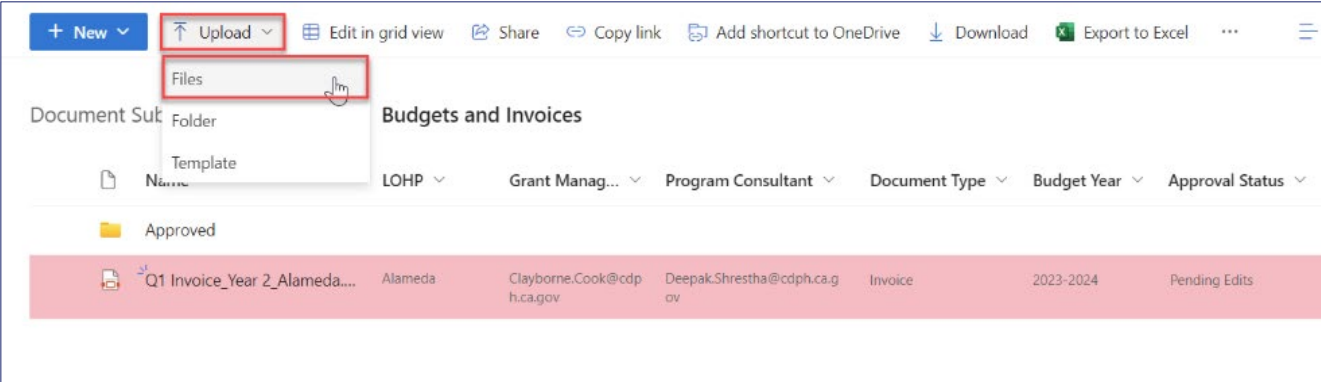 + New Upload Edit in grid view Share Copy link Add shortcut to OneDrive Download Export to Excel ...
Files
Document Sub Budgets and Invoices
Folder
Template
Name LOHP Grant Manag... Program Consultant Document Type Budget Year Approval Status
Approved
Q1 Invoice_Year 2_Alameda.... Alameda Clayborne.Cook@cdp Deepak.Shrestha@cdph.ca.g Invoice 2023-2024 Pending Edits
h.ca.gov ov